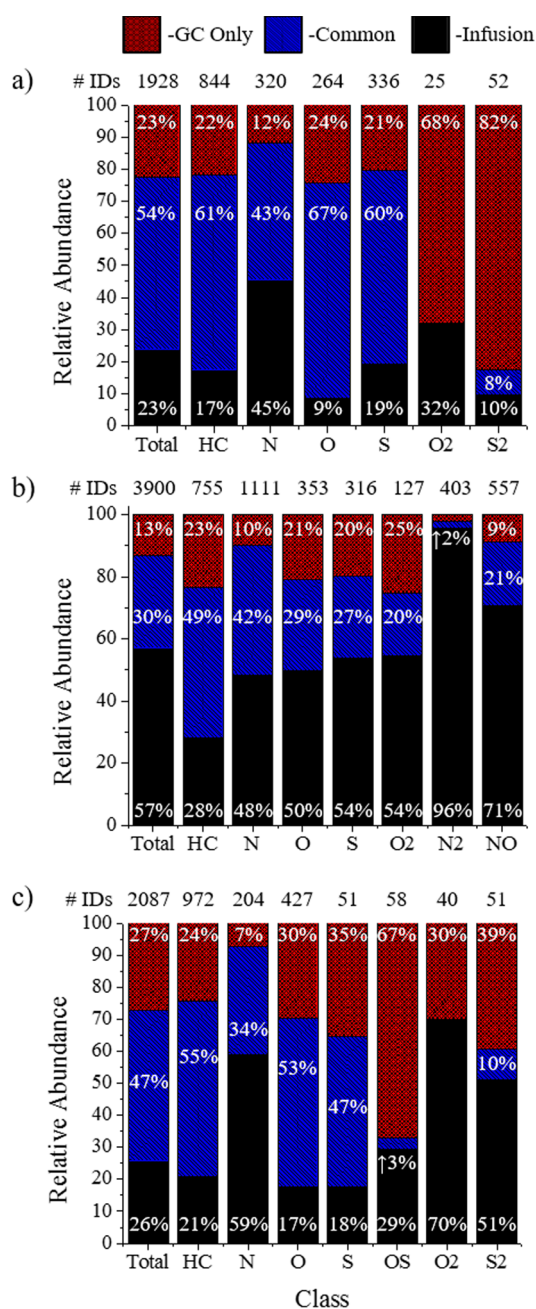 -GC Only -Common -Infusion
a) # IDs 1928 844 320 264 336 25 52
100
90
80
70
60
50
40
30
20
10
0
Relative Abundance
23% 22% 12% 24% 21% 68% 82%
54% 61% 43% 67% 60% 8%
23% 17% 45% 9% 19% 32% 10%
Total HC N O S O2 S2
b) # IDs 3900 755 1111 353 316 127 403 557
100
80
60
40
20
0
Relative Abundance
13% 23% 10% 21% 20% 25% 9%
30% 49% 42% 29% 27% 20% ↑2% 21%
57% 28% 48% 50% 54% 54% 96% 71%
Total HC N O S O2 N2 NO
c) # IDs 2087 972 204 427 51 58 40 51
100
90
80
70
60
50
40
30
20
10
0
Relative Abundance
27% 24% 7% 30% 35% 67% 30% 39%
47% 55% 34% 53% 47% ↑3% 10%
26% 21% 59% 17% 18% 29% 70% 51%
Total HC N O S OS O2 S2
Class